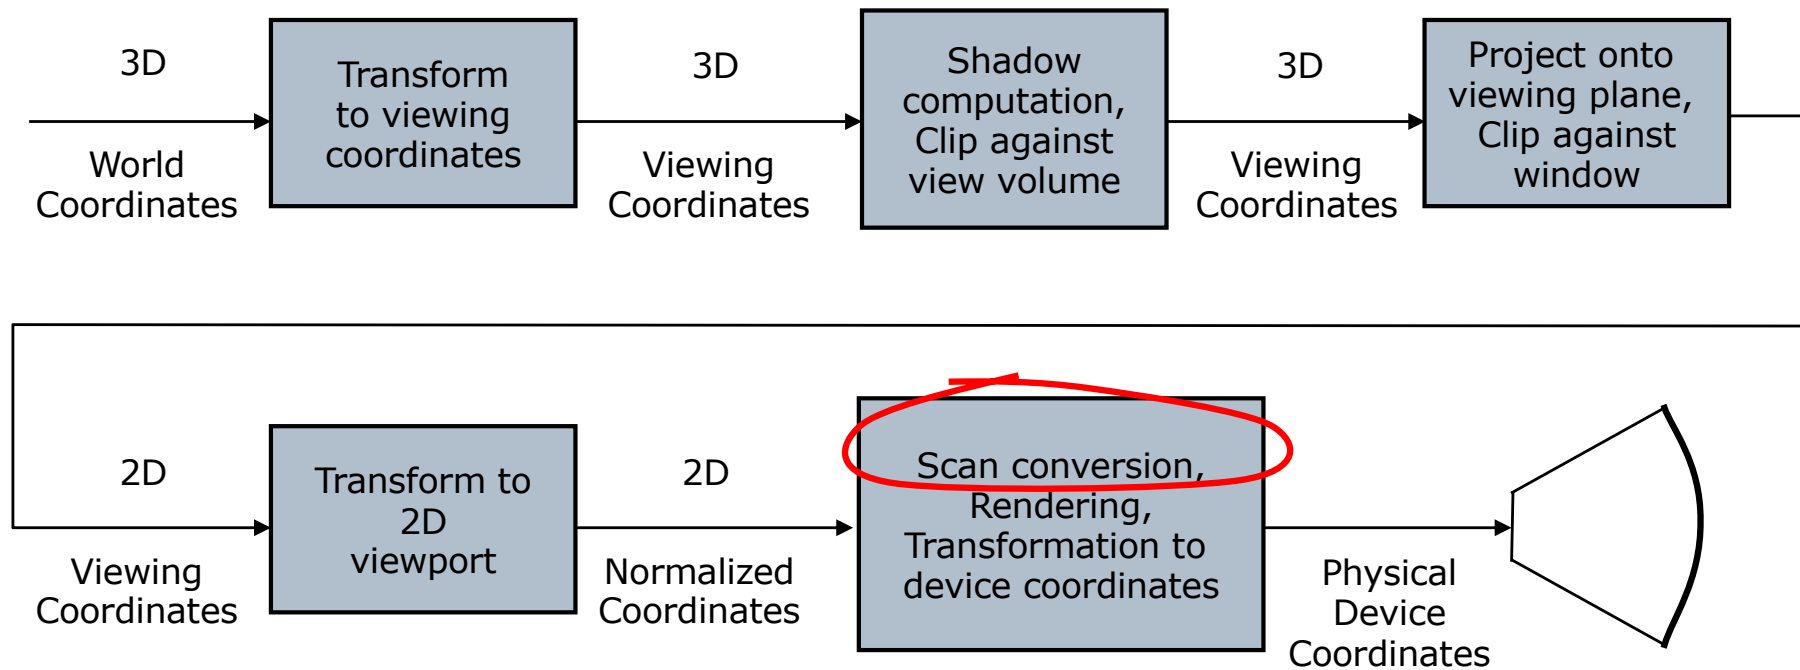 3D
World
Coordinates
Transform
to viewing
coordinates
3D
Viewing
Coordinates
Shadow
computation,
Clip against
view volume
3D
Viewing
Coordinates
Project onto
viewing plane,
Clip against
window
2D
Viewing
Coordinates
Transform to
2D
viewport
2D
Normalized
Coordinates
Scan conversion,
Rendering,
Transformation to
device coordinates
Physical
Device
Coordinates